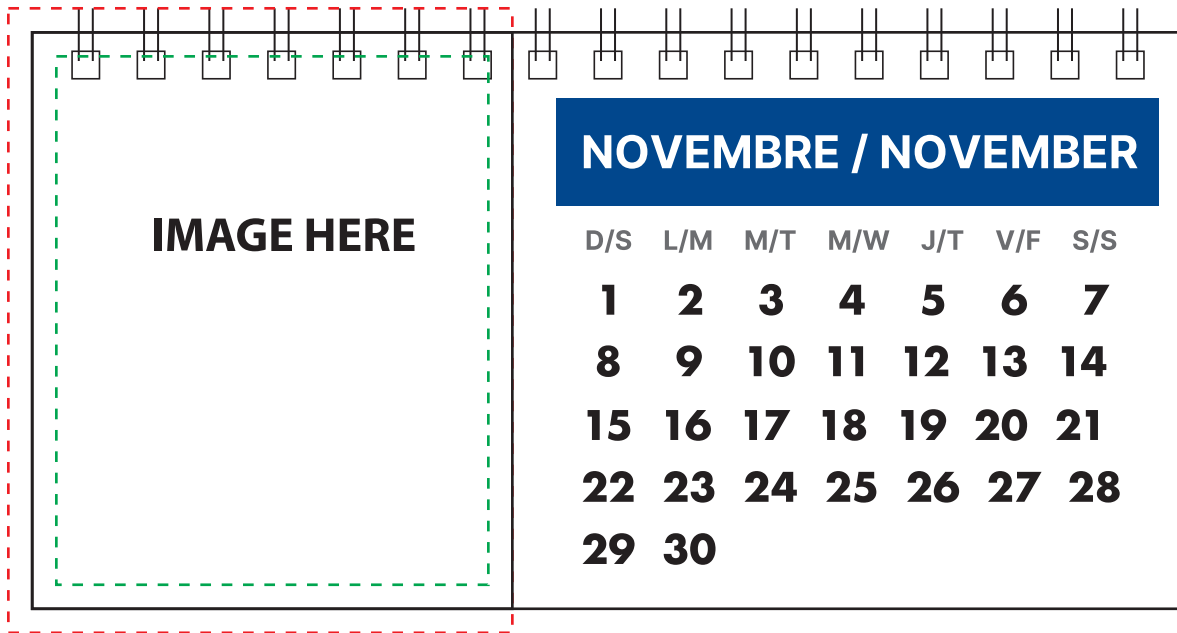 IMAGE HERE
NOVEMBRE / NOVEMBER
D/S L/M M/T M/W J/T V/F S/S
1 2 3 4 5 6 7
8 9 10 11 12 13 14
15 16 17 18 19 20 21
22 23 24 25 26 27 28
29 30